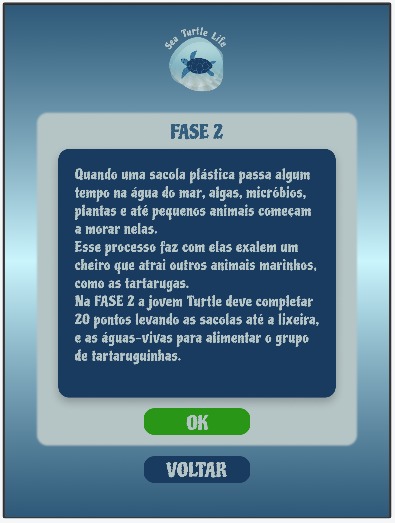 Sea Turtle Life
FASE 2
Quando uma sacola plástica passa algum
tempo na água do mar, algas, micróbios,
plantas e até pequenos animais começam
a morar nelas.
Esse processo faz com elas exalem um
cheiro que atrai outros animais marinhos,
como as tartarugas.
Na FASE 2 a jovem Turtle deve completar
20 pontos levando as sacolas até a lixeira,
e as águas-vivas para alimentar o grupo
de tartaruguinhas.
OK
VOLTAR